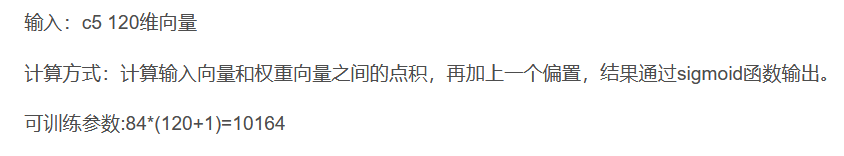 输入：c5 120维向量
计算方式：计算输入向量和权重向量之间的点积，再加上一个偏置，结果通过sigmoid函数输出。
可训练参数:84*(120+1)=10164